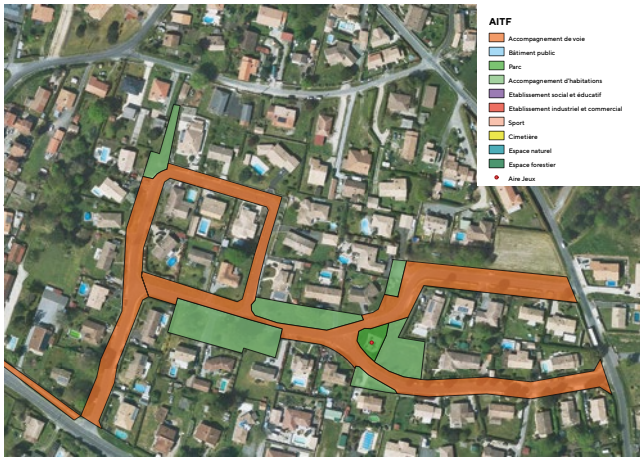 AITF
Accompagnement de voie
Bâtiment public
Parc
Accompagnement d'habitations
Etablissement social et éducatif
Etablissement industriel et commercial
Sport
Cimetière
Espace naturel
Espace forestier
Aire Jeux